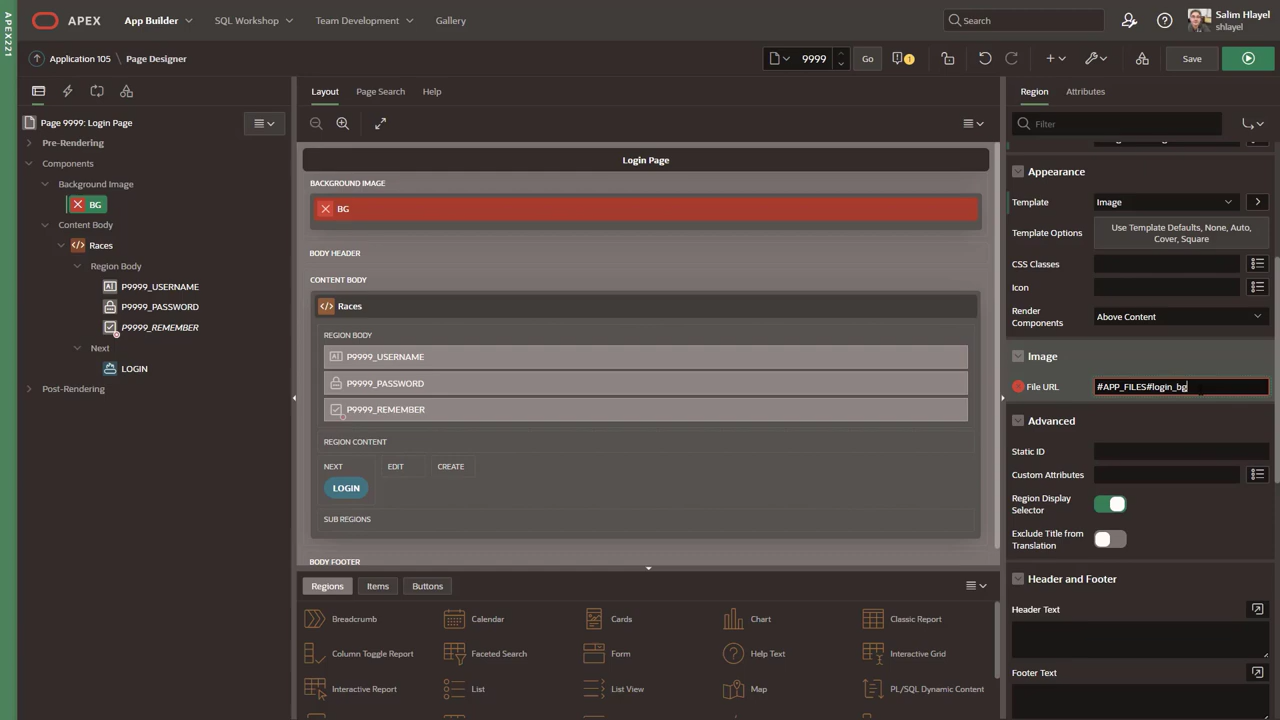 APEX221
APEX
App Builder
SQL Workshop
Team Development
Gallery
Search
Salim Hlayel
shlayel
Application 105
Page Designer
9999
Go
1
Save
Page 9999: Login Page
Pre-Rendering
Components
Background Image
BG
Content Body
Races
Region Body
P9999_USERNAME
P9999_PASSWORD
P9999_REMEMBER
Next
LOGIN
Post-Rendering
Layout
Page Search
Help
Login Page
BACKGROUND IMAGE
BG
BODY HEADER
CONTENT BODY
Races
REGION BODY
P9999_USERNAME
P9999_PASSWORD
P9999_REMEMBER
REGION CONTENT
NEXT
EDIT
CREATE
LOGIN
SUB REGIONS
BODY FOOTER
Regions
Items
Buttons
Breadcrumb
Calendar
Cards
Chart
Classic Report
Column Toggle Report
Faceted Search
Form
Help Text
Interactive Grid
Interactive Report
List
List View
Map
PL/SQL Dynamic Content
Region
Attributes
Filter
Appearance
Template
Image
Template Options
Use Template Defaults, None, Auto,
Cover, Square
CSS Classes
Icon
Render
Components
Above Content
Image
File URL
#APP_FILES#login_bg
Advanced
Static ID
Custom Attributes
Region Display
Selector
Exclude Title from
Translation
Header and Footer
Header Text
Footer Text